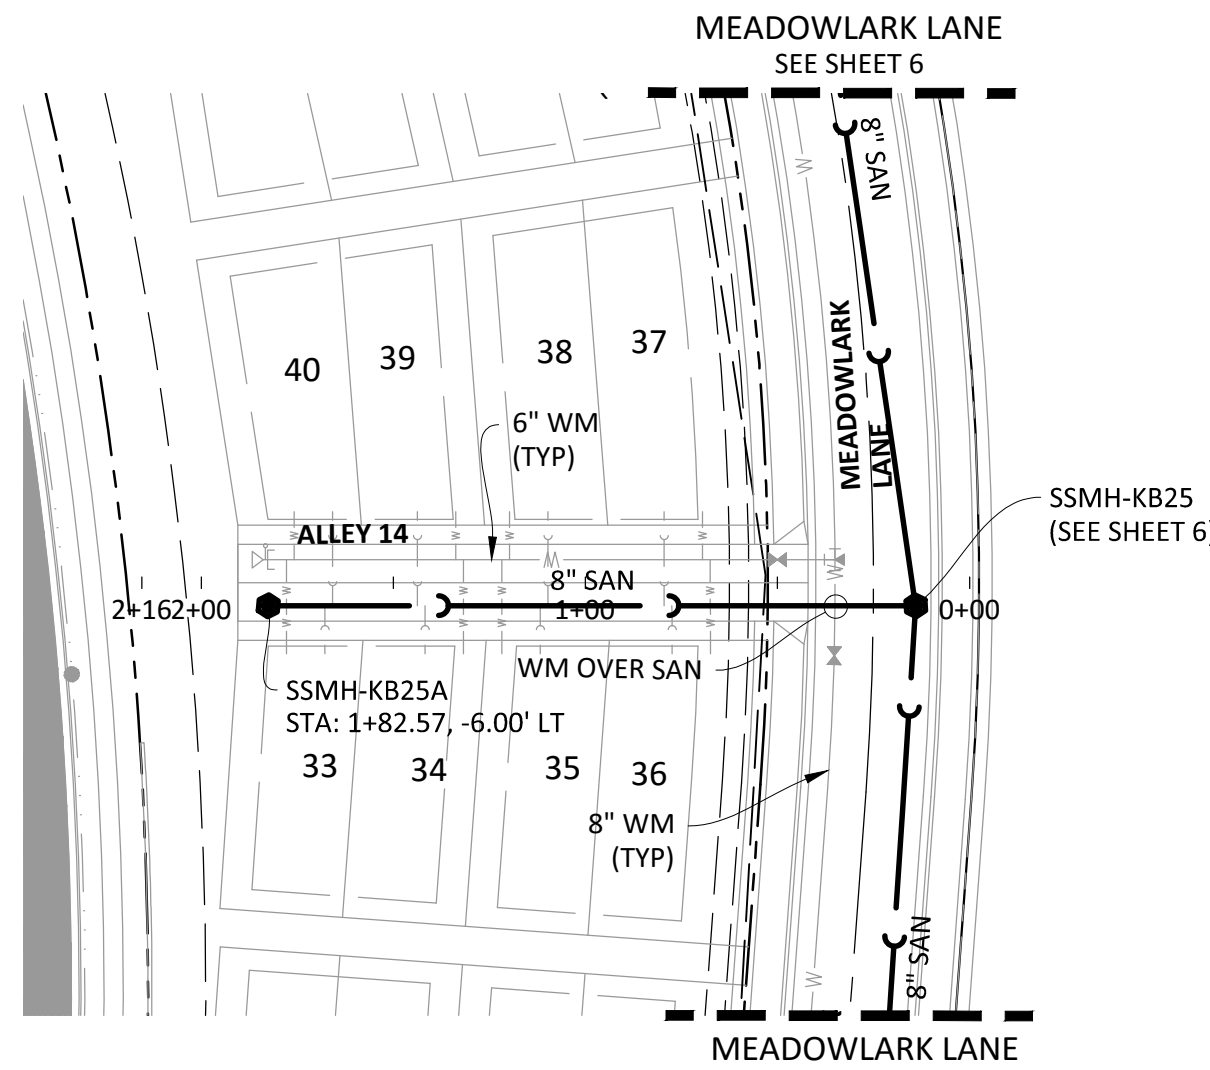 MEADOWLARK LANE
SEE SHEET 6
8" SAN
W
MEADOWLARK
LANE
40
39
38
37
6" WM
(TYP)
SSMH-KB25
(SEE SHEET 6)
ALLEY 14
8" SAN
2+16
2+00
1+00
0+00
WM OVER SAN
SSMH-KB25A
STA: 1+82.57, -6.00' LT
33
34
35
36
8" WM
(TYP)
8" SAN
W
MEADOWLARK LANE